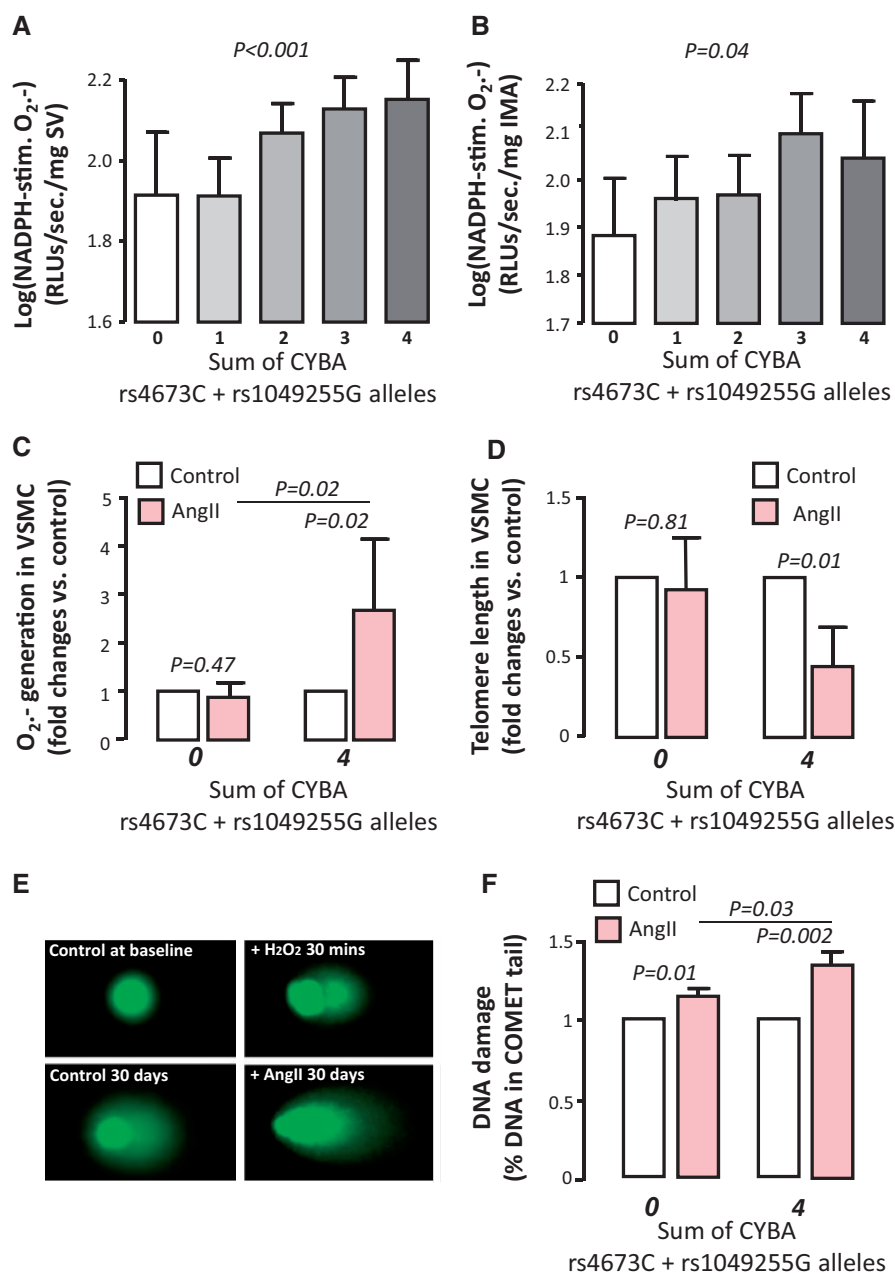 A
P<0.001
Log(NADPH-stim. O₂.-)
(RLUs/sec./mg SV)
2.2
2.0
1.8
1.6
0 1 2 3 4
Sum of CYBA
rs4673C + rs1049255G alleles
B
P=0.04
Log(NADPH-stim. O₂.-)
(RLUs/sec./mg IMA)
2.2
2.1
2.0
1.9
1.8
1.7
0 1 2 3 4
Sum of CYBA
rs4673C + rs1049255G alleles
C
Control
AngII
O₂.- generation in VSMC
(fold changes vs. control)
5
4
3
2
1
0
P=0.02
P=0.02
P=0.47
0 4
Sum of CYBA
rs4673C + rs1049255G alleles
D
Control
AngII
Telomere length in VSMC
(fold changes vs. control)
1.5
1
0.5
0
P=0.81
P=0.01
0 4
Sum of CYBA
rs4673C + rs1049255G alleles
E
Control at baseline
+ H2O2 30 mins
Control 30 days
+ AngII 30 days
F
Control
AngII
DNA damage
(% DNA in COMET tail)
1.5
1
0.5
0
P=0.03
P=0.002
P=0.01
0 4
Sum of CYBA
rs4673C + rs1049255G alleles